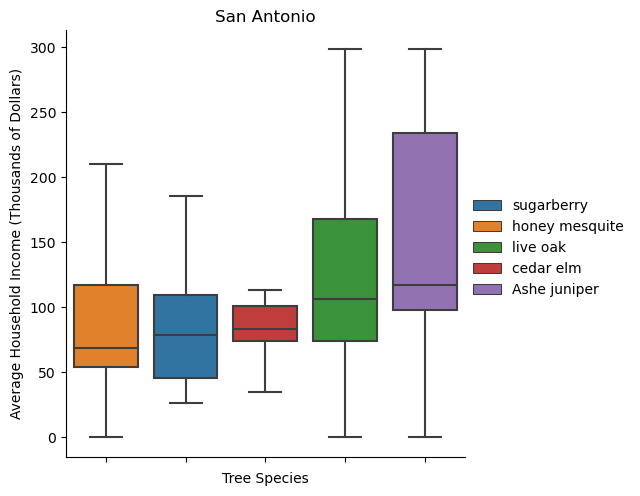 San Antonio
Average Household Income (Thousands of Dollars)
300
250
200
150
100
50
0
Tree Species
sugarberry
honey mesquite
live oak
cedar elm
Ashe juniper